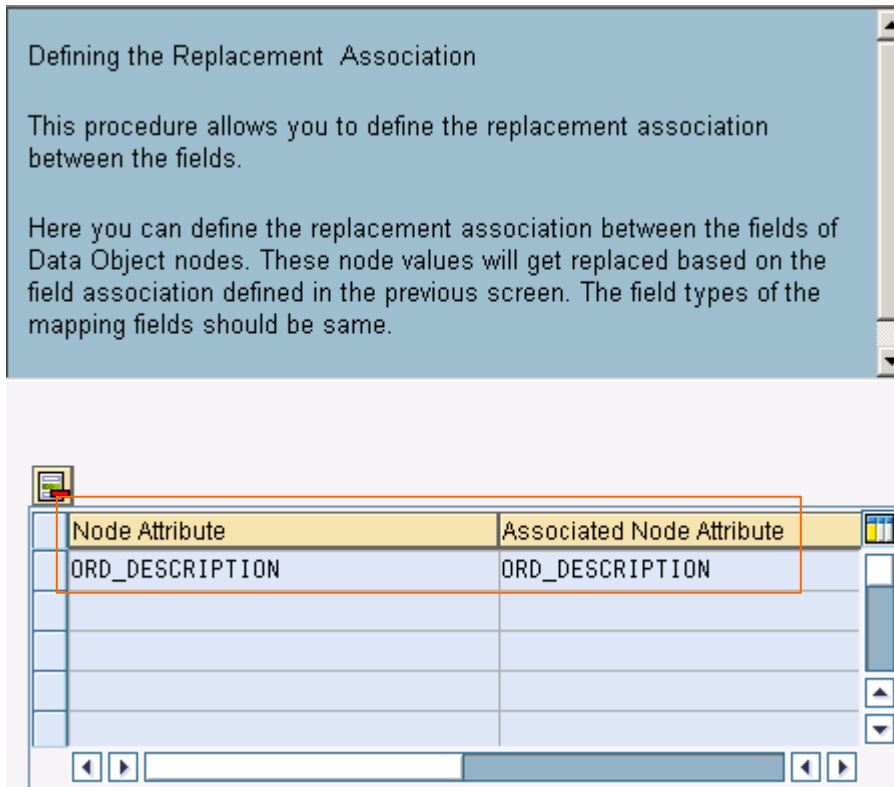 Defining the Replacement  Association
This procedure allows you to define the replacement association
between the fields.
Here you can define the replacement association between the fields of
Data Object nodes. These node values will get replaced based on the
field association defined in the previous screen. The field types of the
mapping fields should be same.
Node Attribute Associated Node Attribute
ORD_DESCRIPTION ORD_DESCRIPTION